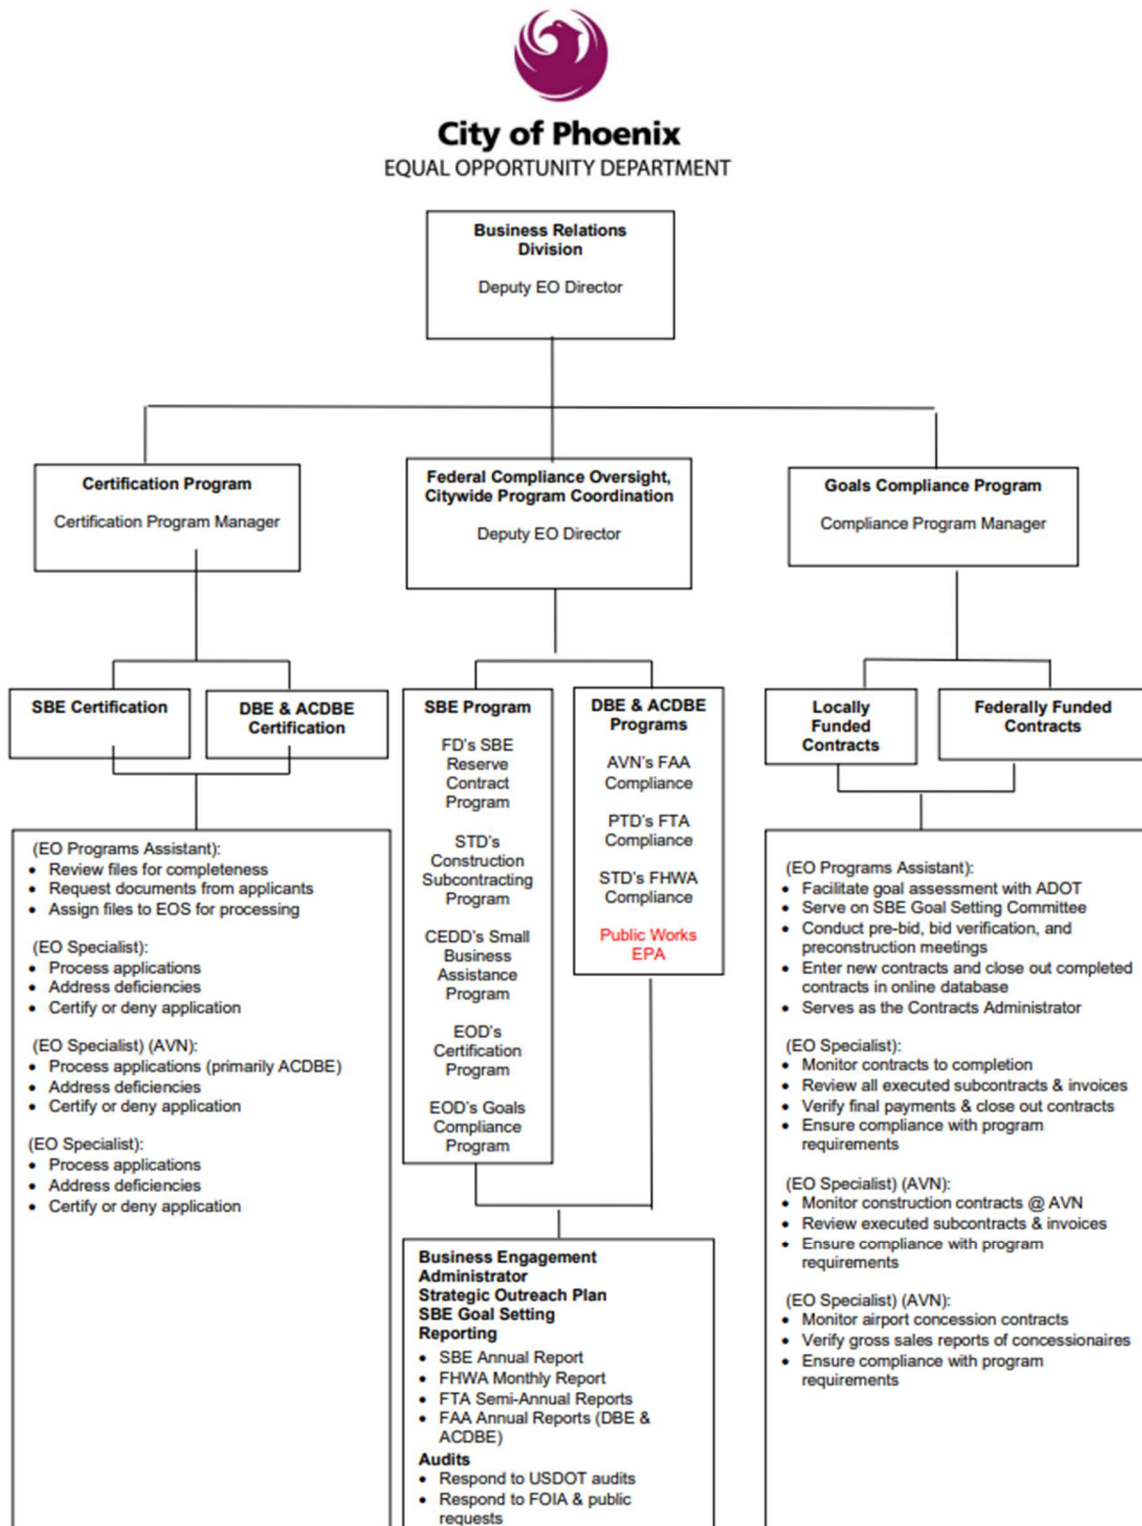 City of Phoenix
EQUAL OPPORTUNITY DEPARTMENT
Business Relations
Division
Deputy EO Director
Certification Program
Certification Program Manager
Federal Compliance Oversight,
Citywide Program Coordination
Deputy EO Director
Goals Compliance Program
Compliance Program Manager
SBE Certification
DBE & ACDBE
Certification
SBE Program
FD's SBE
Reserve
Contract
Program
STD's
Construction
Subcontracting
Program
CEDD's Small
Business
Assistance
Program
EOD's
Certification
Program
EOD's Goals
Compliance
Program
DBE & ACDBE
Programs
AVN's FAA
Compliance
PTD's FTA
Compliance
STD's FHWA
Compliance
Public Works
EPA
Locally
Funded
Contracts
Federally Funded
Contracts
(EO Programs Assistant):
• Review files for completeness
• Request documents from applicants
• Assign files to EOS for processing
(EO Specialist):
• Process applications
• Address deficiencies
• Certify or deny application
(EO Specialist) (AVN):
• Process applications (primarily ACDBE)
• Address deficiencies
• Certify or deny application
(EO Specialist):
• Process applications
• Address deficiencies
• Certify or deny application
Business Engagement
Administrator
Strategic Outreach Plan
SBE Goal Setting
Reporting
• SBE Annual Report
• FHWA Monthly Report
• FTA Semi-Annual Reports
• FAA Annual Reports (DBE &
ACDBE)
Audits
• Respond to USDOT audits
• Respond to FOIA & public
requests
(EO Programs Assistant):
• Facilitate goal assessment with ADOT
• Serve on SBE Goal Setting Committee
• Conduct pre-bid, bid verification, and
preconstruction meetings
• Enter new contracts and close out completed
contracts in online database
• Serves as the Contracts Administrator
(EO Specialist):
• Monitor contracts to completion
• Review all executed subcontracts & invoices
• Verify final payments & close out contracts
• Ensure compliance with program
requirements
(EO Specialist) (AVN):
• Monitor construction contracts @ AVN
• Review executed subcontracts & invoices
• Ensure compliance with program
requirements
(EO Specialist) (AVN):
• Monitor airport concession contracts
• Verify gross sales reports of concessionaires
• Ensure compliance with program
requirements